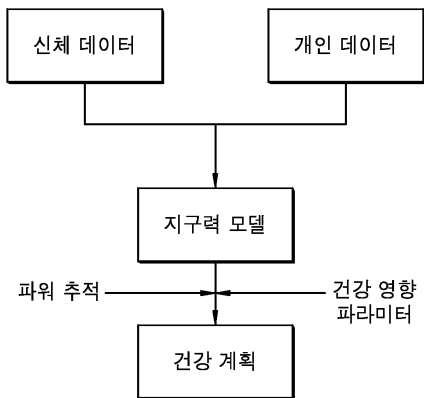 신체 데이터
개인 데이터
지구력 모델
파워 추적
건강 영향
파라미터
건강 계획